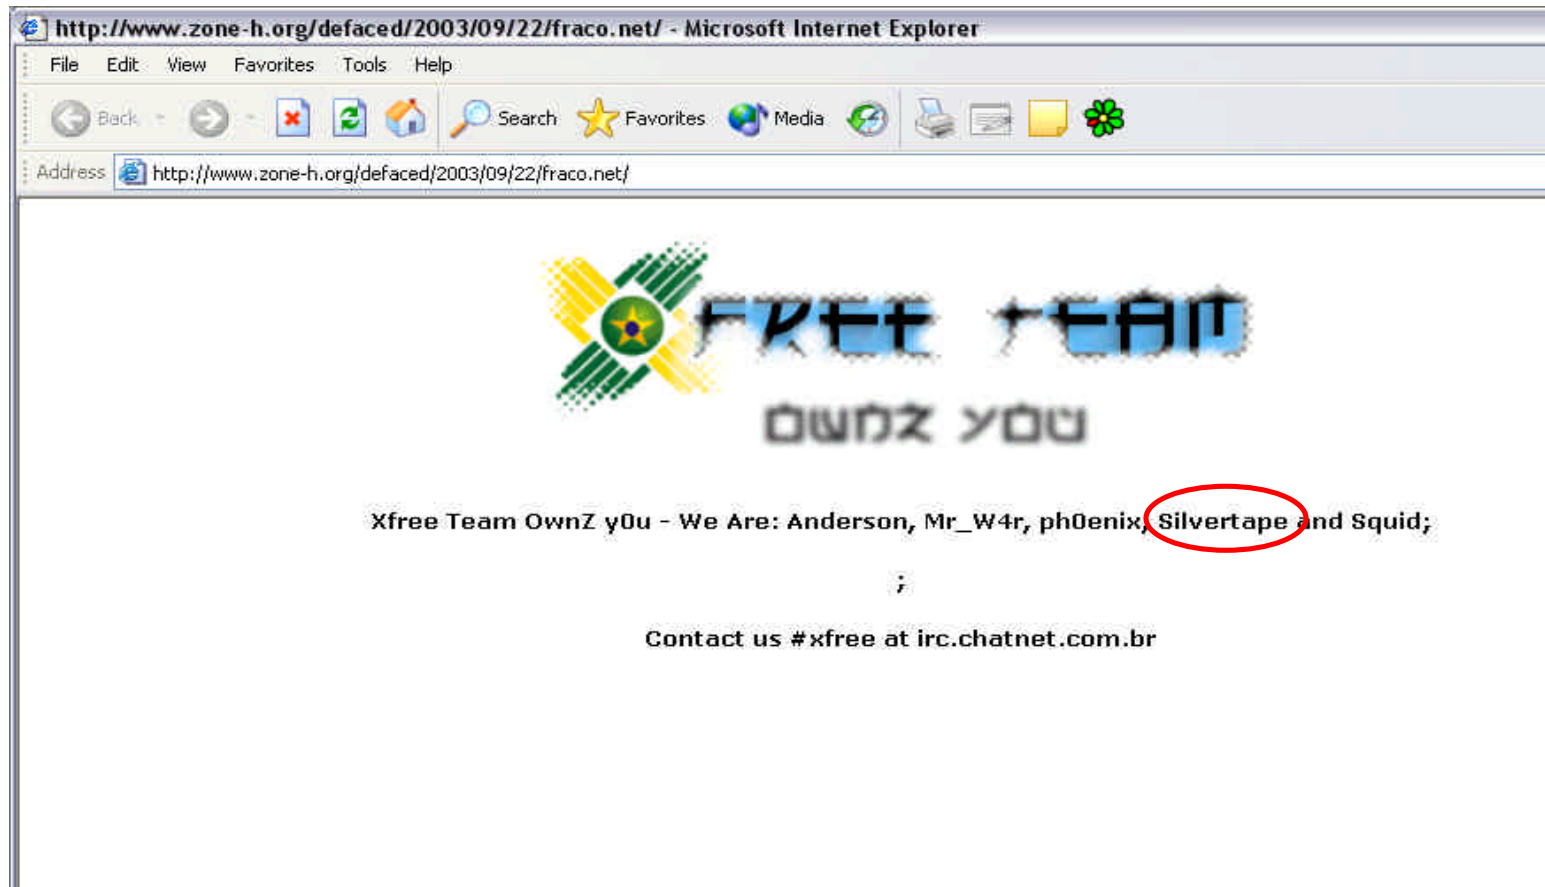 http://www.zone-h.org/defaced/2003/09/22/fraco.net/ - Microsoft Internet Explorer
File Edit View Favorites Tools Help
Back Search Favorites Media
Address http://www.zone-h.org/defaced/2003/09/22/fraco.net/
FREE TEAM
OWNZ YOU
Xfree Team OwnZ y0u - We Are: Anderson, Mr_W4r, ph0enix, Silvertape and Squid;
;
Contact us #xfree at irc.chatnet.com.br